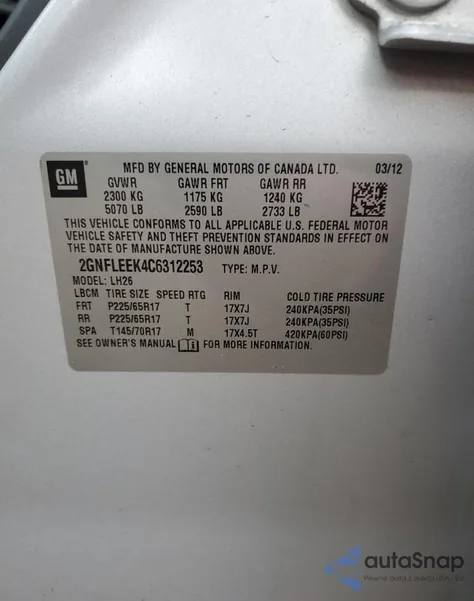 GM ® MFD BY GENERAL MOTORS OF CANADA LTD. 03/12
GVWR GAWR FRT GAWR RR
2300 KG 1175 KG 1240 KG
5070 LB 2590 LB 2733 LB
THIS VEHICLE CONFORMS TO ALL APPLICABLE U.S. FEDERAL MOTOR
VEHICLE SAFETY AND THEFT PREVENTION STANDARDS IN EFFECT ON
THE DATE OF MANUFACTURE SHOWN ABOVE.
2GNFLEEK4C6312253 TYPE: M.P.V.
MODEL: LH26
LBCM TIRE SIZE SPEED RTG RIM COLD TIRE PRESSURE
FRT P225/65R17 T 17X7J 240KPA(35PSI)
RR P225/65R17 T 17X7J 240KPA(35PSI)
SPA T145/70R17 M 17X4.5T 420KPA(60PSI)
SEE OWNER'S MANUAL FOR MORE INFORMATION.
autaSnap